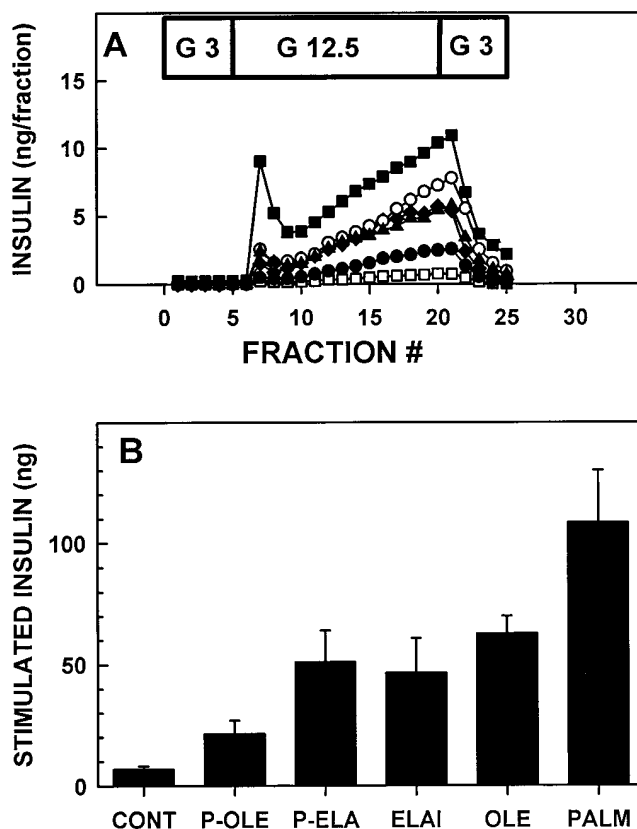 A
G 3
G 12.5
G 3
INSULIN (ng/fraction)
15
10
5
0
0
5
10
15
20
25
30
FRACTION #
B
STIMULATED INSULIN (ng)
100
50
0
CONT
P-OLE
P-ELA
ELAI
OLE
PALM